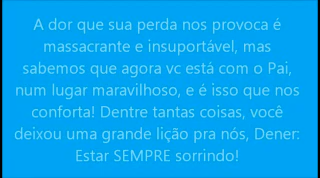 A dor que sua perda nos provoca é
massacrante e insuportável, mas
sabemos que agora vc está com o Pai,
num lugar maravilhoso, e é isso que nos
conforta! Dentre tantas coisas, você
deixou uma grande lição pra nós, Dener:
Estar SEMPRE sorrindo!